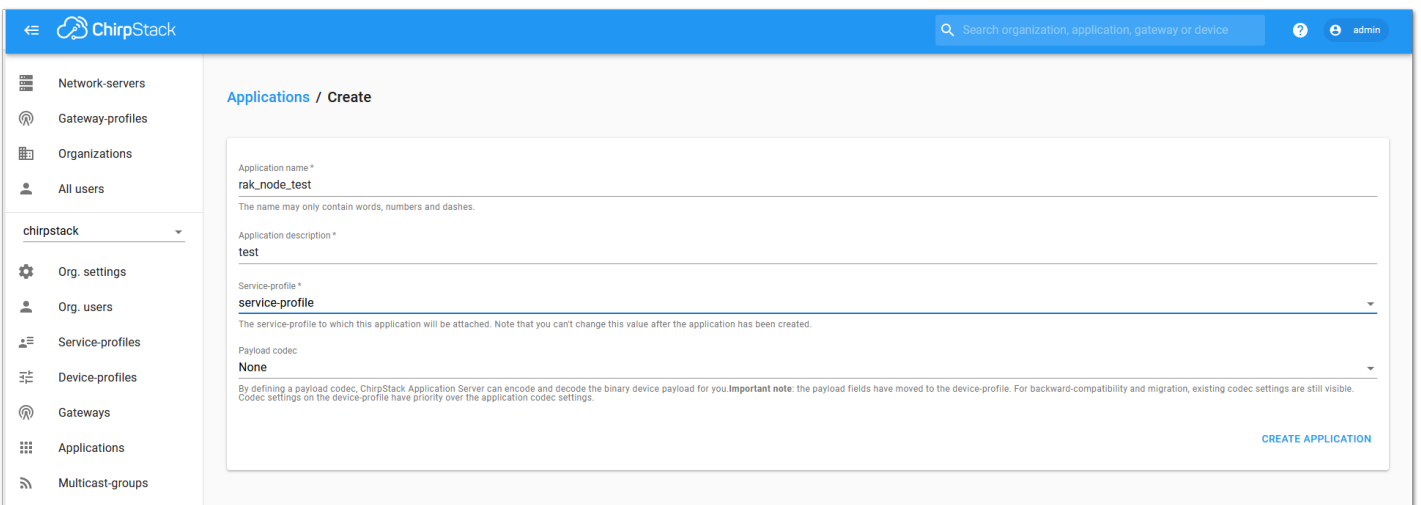 ChirpStack
Search organization, application, gateway or device
?
admin
Network-servers
Gateway-profiles
Organizations
All users
chirpstack
Org. settings
Org. users
Service-profiles
Device-profiles
Gateways
Applications
Multicast-groups
Applications / Create
Application name *
rak_node_test
The name may only contain words, numbers and dashes.
Application description *
test
Service-profile *
service-profile
The service-profile to which this application will be attached. Note that you can't change this value after the application has been created.
Payload codec
None
By defining a payload codec, ChirpStack Application Server can encode and decode the binary device payload for you.Important note: the payload fields have moved to the device-profile. For backward-compatibility and migration, existing codec settings are still visible.
Codec settings on the device-profile have priority over the application codec settings.
CREATE APPLICATION